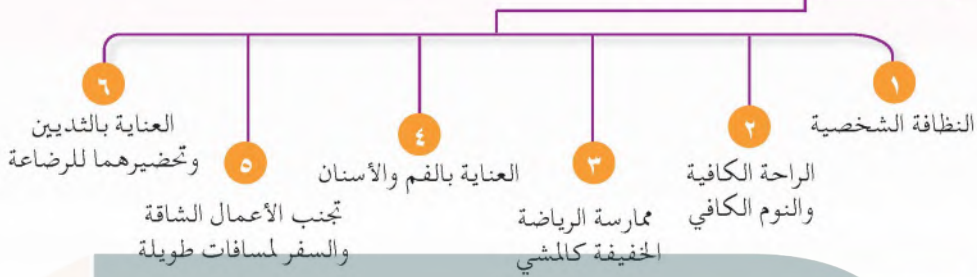 ١
النظافة الشخصية
٢
الراحة الكافية
والنوم الكافي
٣
ممارسة الرياضة
الخفيفة كالمشي
٤
العناية بالفم والأسنان
٥
تجنب الأعمال الشاقة
والسفر لمسافات طويلة
٦
العناية بالثديين
وتحضيرهما للرضاعة